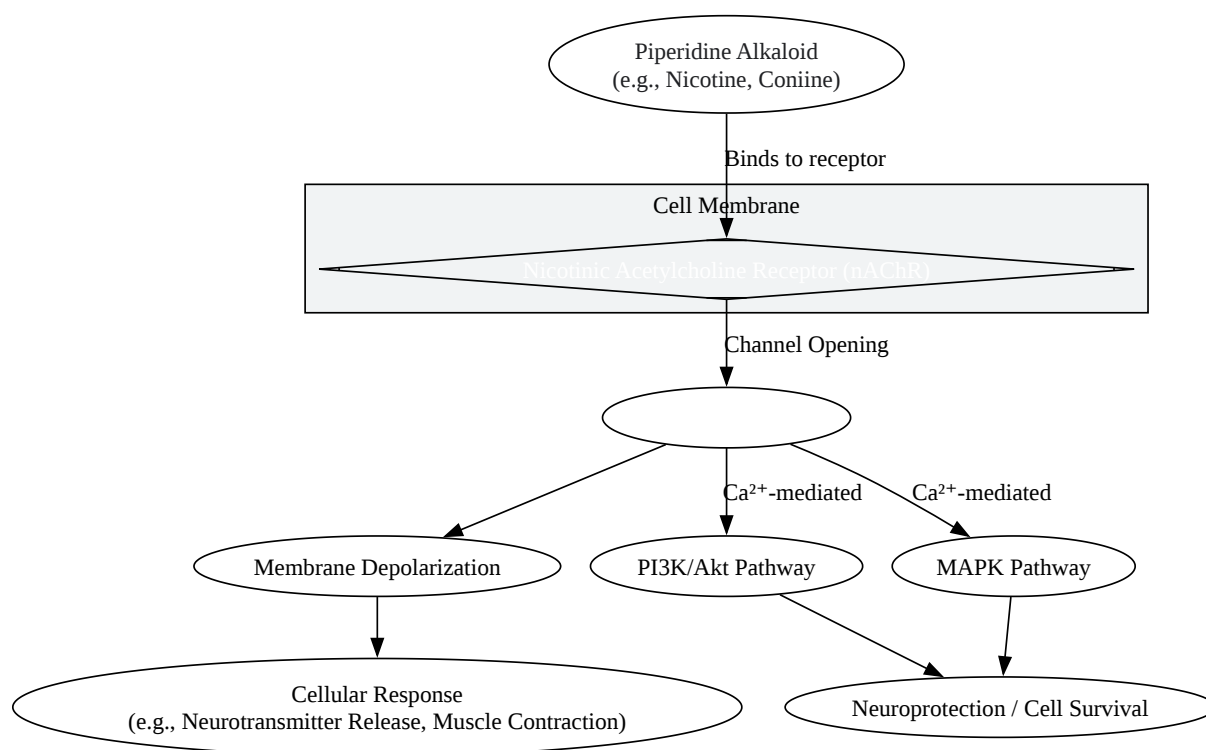 Piperidine Alkaloid
(e.g., Nicotine, Coniine)
Binds to receptor
Cell Membrane
Nicotinic Acetylcholine Receptor (nAChR)
Channel Opening
Ca²⁺-mediated
Ca²⁺-mediated
Membrane Depolarization
PI3K/Akt Pathway
MAPK Pathway
Cellular Response
(e.g., Neurotransmitter Release, Muscle Contraction)
Neuroprotection / Cell Survival